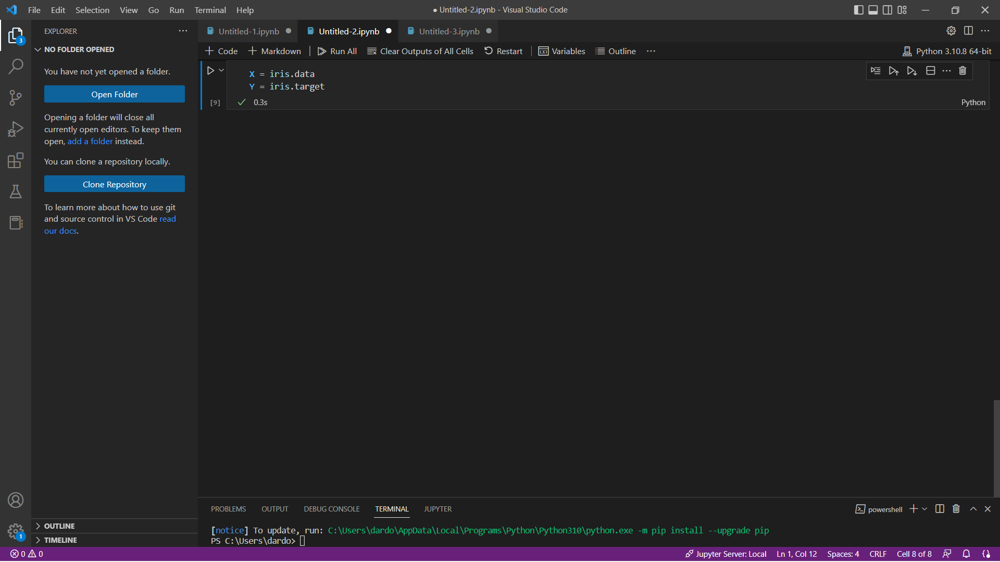 File Edit Selection View Go Run Terminal Help
● Untitled-2.ipynb - Visual Studio Code
EXPLORER
Untitled-1.ipynb
Untitled-2.ipynb
Untitled-3.ipynb
3
NO FOLDER OPENED
Code Markdown Run All Clear Outputs of All Cells Restart Variables Outline
Python 3.10.8 64-bit
You have not yet opened a folder.
Open Folder
Opening a folder will close all
currently open editors. To keep them
open, add a folder instead.
You can clone a repository locally.
Clone Repository
To learn more about how to use git
and source control in VS Code read
our docs.
X = iris.data
Y = iris.target
[9] 0.3s
Python
PROBLEMS OUTPUT DEBUG CONSOLE TERMINAL JUPYTER
powershell
OUTLINE
TIMELINE
1
[notice] To update, run: C:\Users\dardo\AppData\Local\Programs\Python\Python310\python.exe -m pip install --upgrade pip
PS C:\Users\dardo>
0 0
Jupyter Server: Local Ln 1, Col 12 Spaces: 4 CRLF Cell 8 of 8